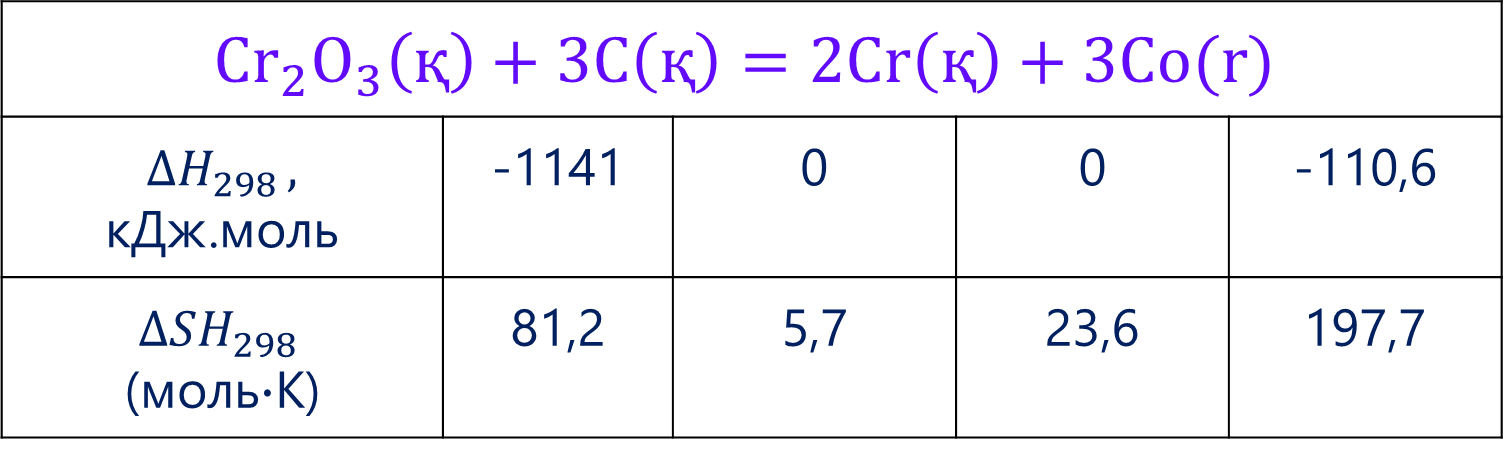 Cr₂O₃(қ) + 3C(қ) = 2Cr(қ) + 3Co(r)
ΔH₂₉₈ ,
кДж.моль
-1141
0
0
-110,6
ΔSH₂₉₈
(моль·К)
81,2
5,7
23,6
197,7